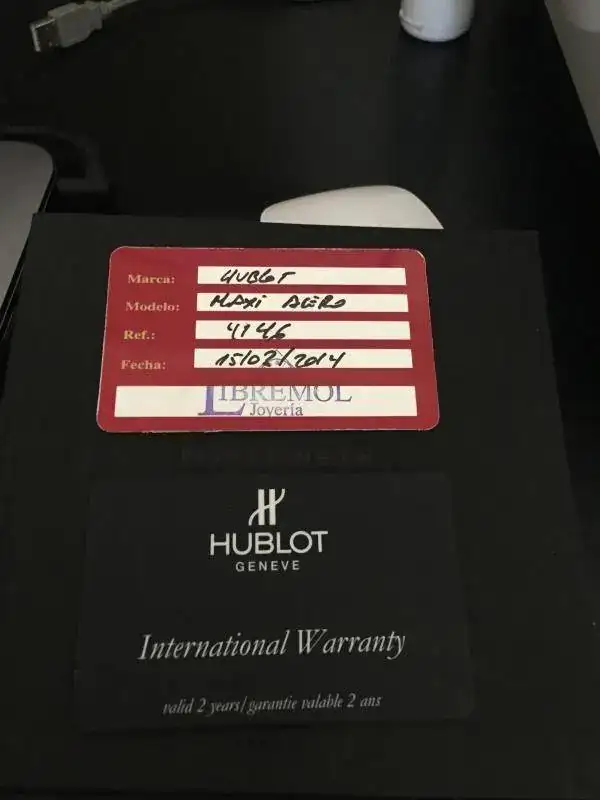 Marca: HUBLOT
Modelo: MAXI ACERO
Ref.: 4146
Fecha: 15/02/2014
LIBREMOL
Joyería
HUBLOT
GENEVE
International Warranty
valid 2 years/garantie valable 2 ans